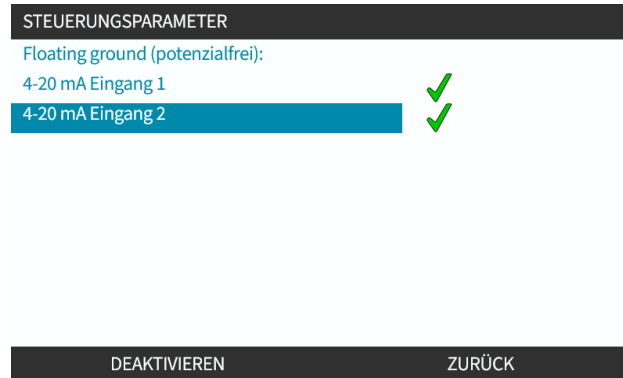 STEUERUNGSPARAMETER
Floating ground (potenzialfrei):
4-20 mA Eingang 1
4-20 mA Eingang 2
DEAKTIVIEREN ZURÜCK